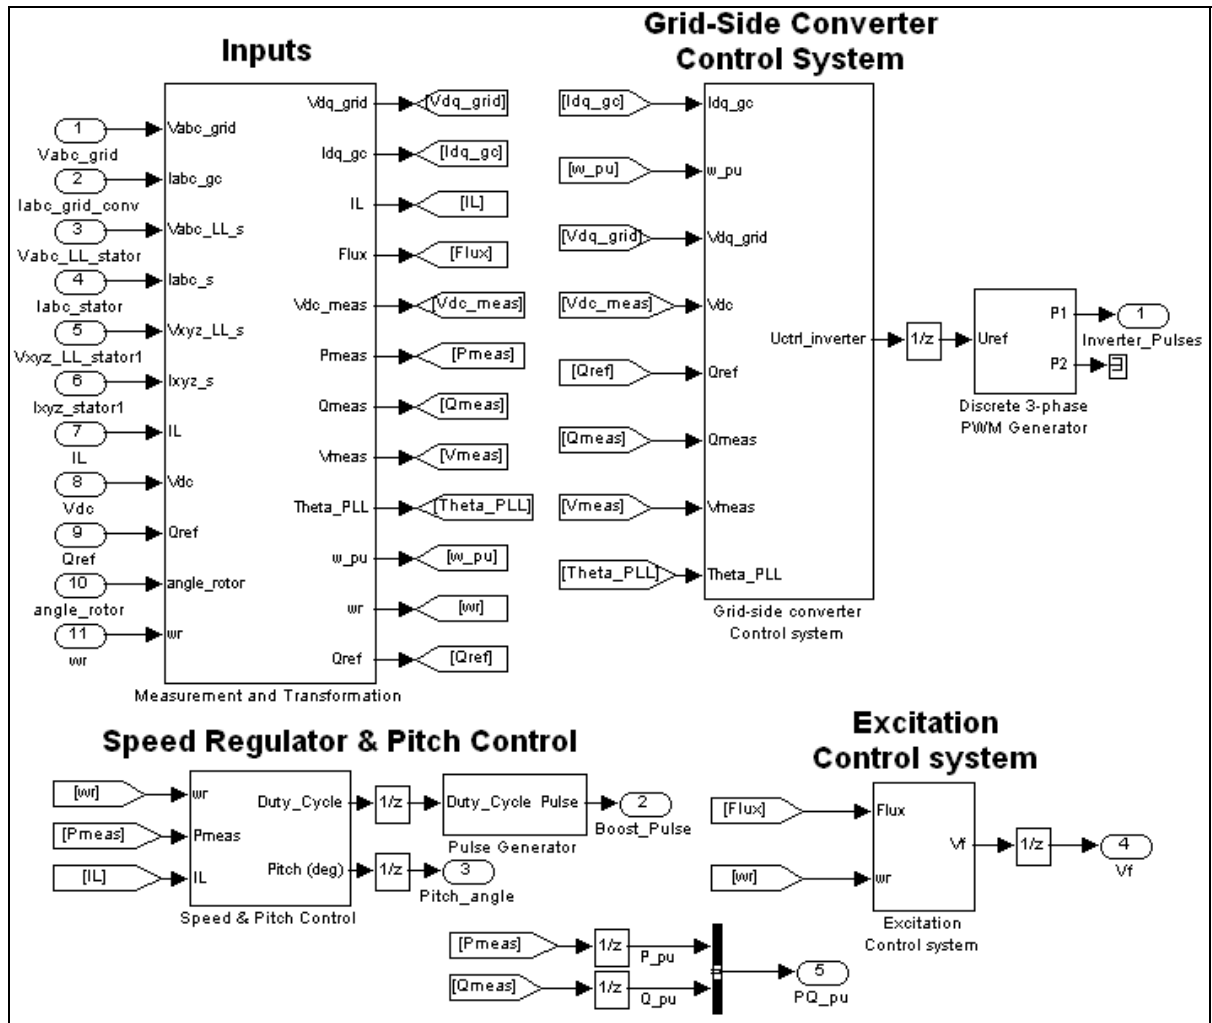 Inputs
Grid-Side Converter
Control System
1
Vabc_grid
2
Iabc_grid_conv
3
Vabc_LL_stator
4
Iabc_stator
5
Vxyz_LL_stator1
6
Ixyz_stator1
7
IL
8
Vdc
9
Qref
10
angle_rotor
11
wr
Vabc_grid
Iabc_gc
Vabc_LL_s
Iabc_s
Vxyz_LL_s
Ixyz_s
IL
Vdc
Qref
angle_rotor
wr
Vdq_grid
Idq_gc
IL
Flux
Vdc_meas
Pmeas
Qmeas
Vmeas
Theta_PLL
w_pu
wr
Qref
Measurement and Transformation
[Vdq_grid]
[Idq_gc]
[IL]
[Flux]
[Vdc_meas]
[Pmeas]
[Qmeas]
[Vmeas]
[Theta_PLL]
[w_pu]
[wr]
[Qref]
[Idq_gc]
[w_pu]
[Vdq_grid]
[Vdc_meas]
[Qref]
[Qmeas]
[Vmeas]
[Theta_PLL]
Idq_gc
w_pu
Vdq_grid
Vdc
Qref
Qmeas
Vmeas
Theta_PLL
Uctrl_inverter
Grid-side converter
Control system
1/z
Uref
P1
P2
Discrete 3-phase
PWM Generator
1
Inverter_Pulses
Speed Regulator & Pitch Control
[wr]
[Pmeas]
[IL]
wr
Pmeas
IL
Duty_Cycle
Pitch (deg)
Speed & Pitch Control
1/z
1/z
Duty_Cycle Pulse
Pulse Generator
2
Boost_Pulse
3
Pitch_angle
Excitation
Control system
[Flux]
[wr]
Flux
wr
Vf
Excitation
Control system
1/z
4
Vf
[Pmeas]
[Qmeas]
1/z
1/z
P_pu
Q_pu
5
PQ_pu